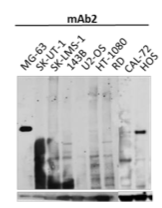 mAb2
MG-63
SK-UT-1
SK-LMS-1
143B
U2-OS
HT-1080
RD
CAL-72
HOS